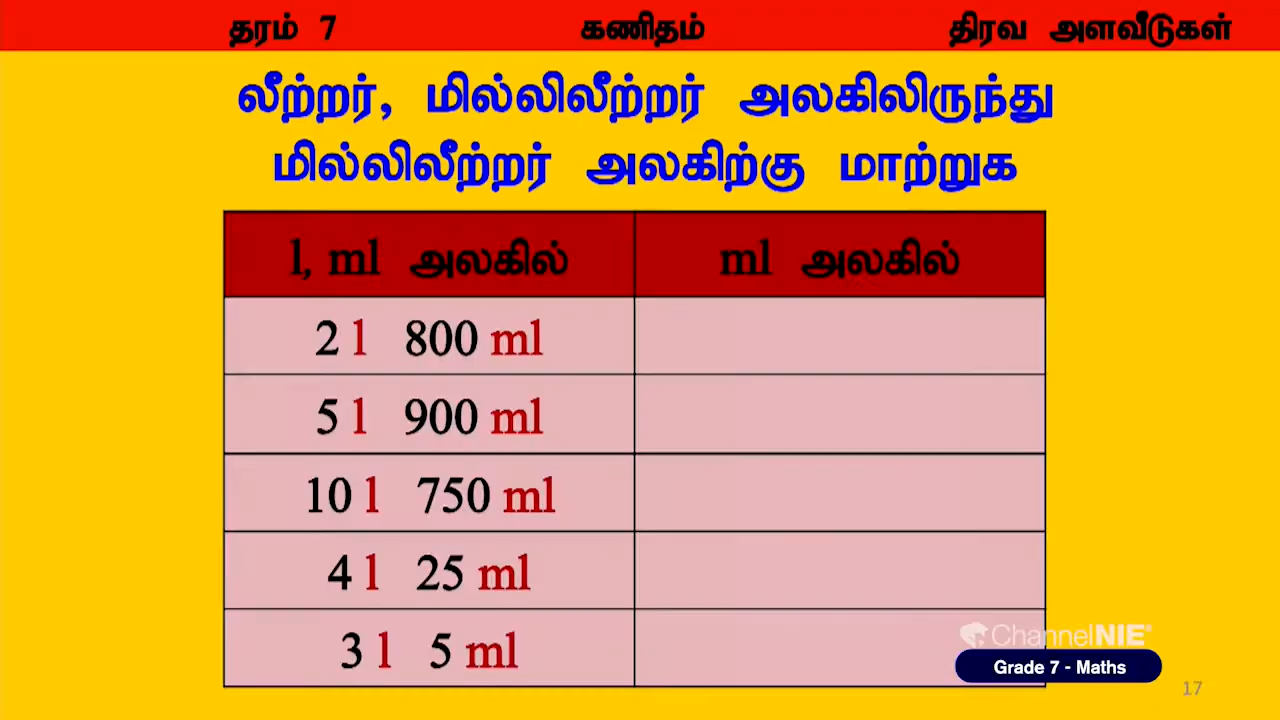 தரம் 7 கணிதம் திரவ அளவீடுகள்
லீற்றர், மில்லிலீற்றர் அலகிலிருந்து
மில்லிலீற்றர் அலகிற்கு மாற்றுக
l, ml அலகில் ml அலகில்
2 l 800 ml
5 l 900 ml
10 l 750 ml
4 l 25 ml
3 l 5 ml
ChannelNIE
Grade 7 - Maths
17